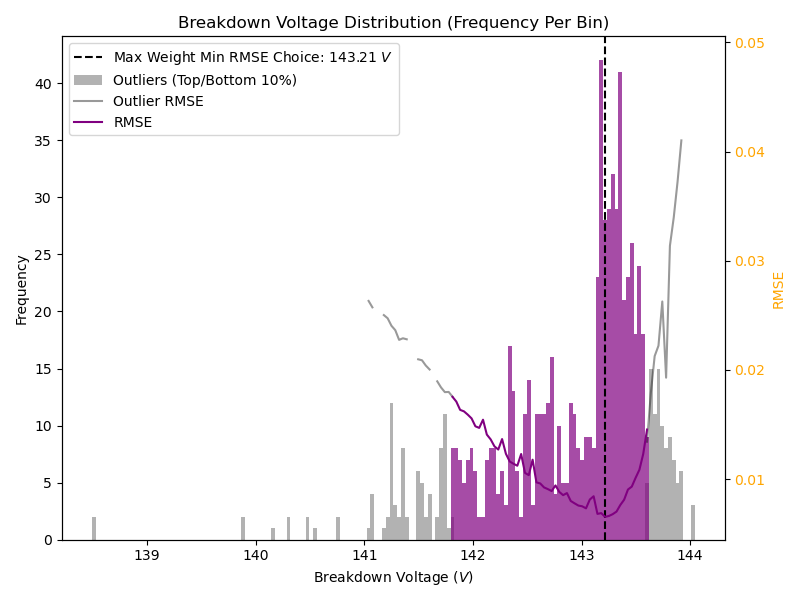 Breakdown Voltage Distribution (Frequency Per Bin)
Max Weight Min RMSE Choice: 143.21 V
Outliers (Top/Bottom 10%)
Outlier RMSE
RMSE
40
35
30
25
20
15
10
5
0
Frequency
0.05
0.04
0.03
0.02
0.01
RMSE
139 140 141 142 143 144
Breakdown Voltage (V)